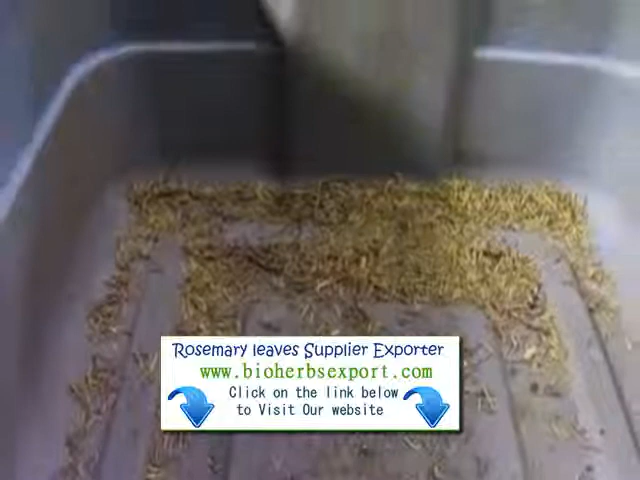 Rosemary leaves Supplier Exporter
www.bioherbsexport.com
Click on the link below
to Visit Our website